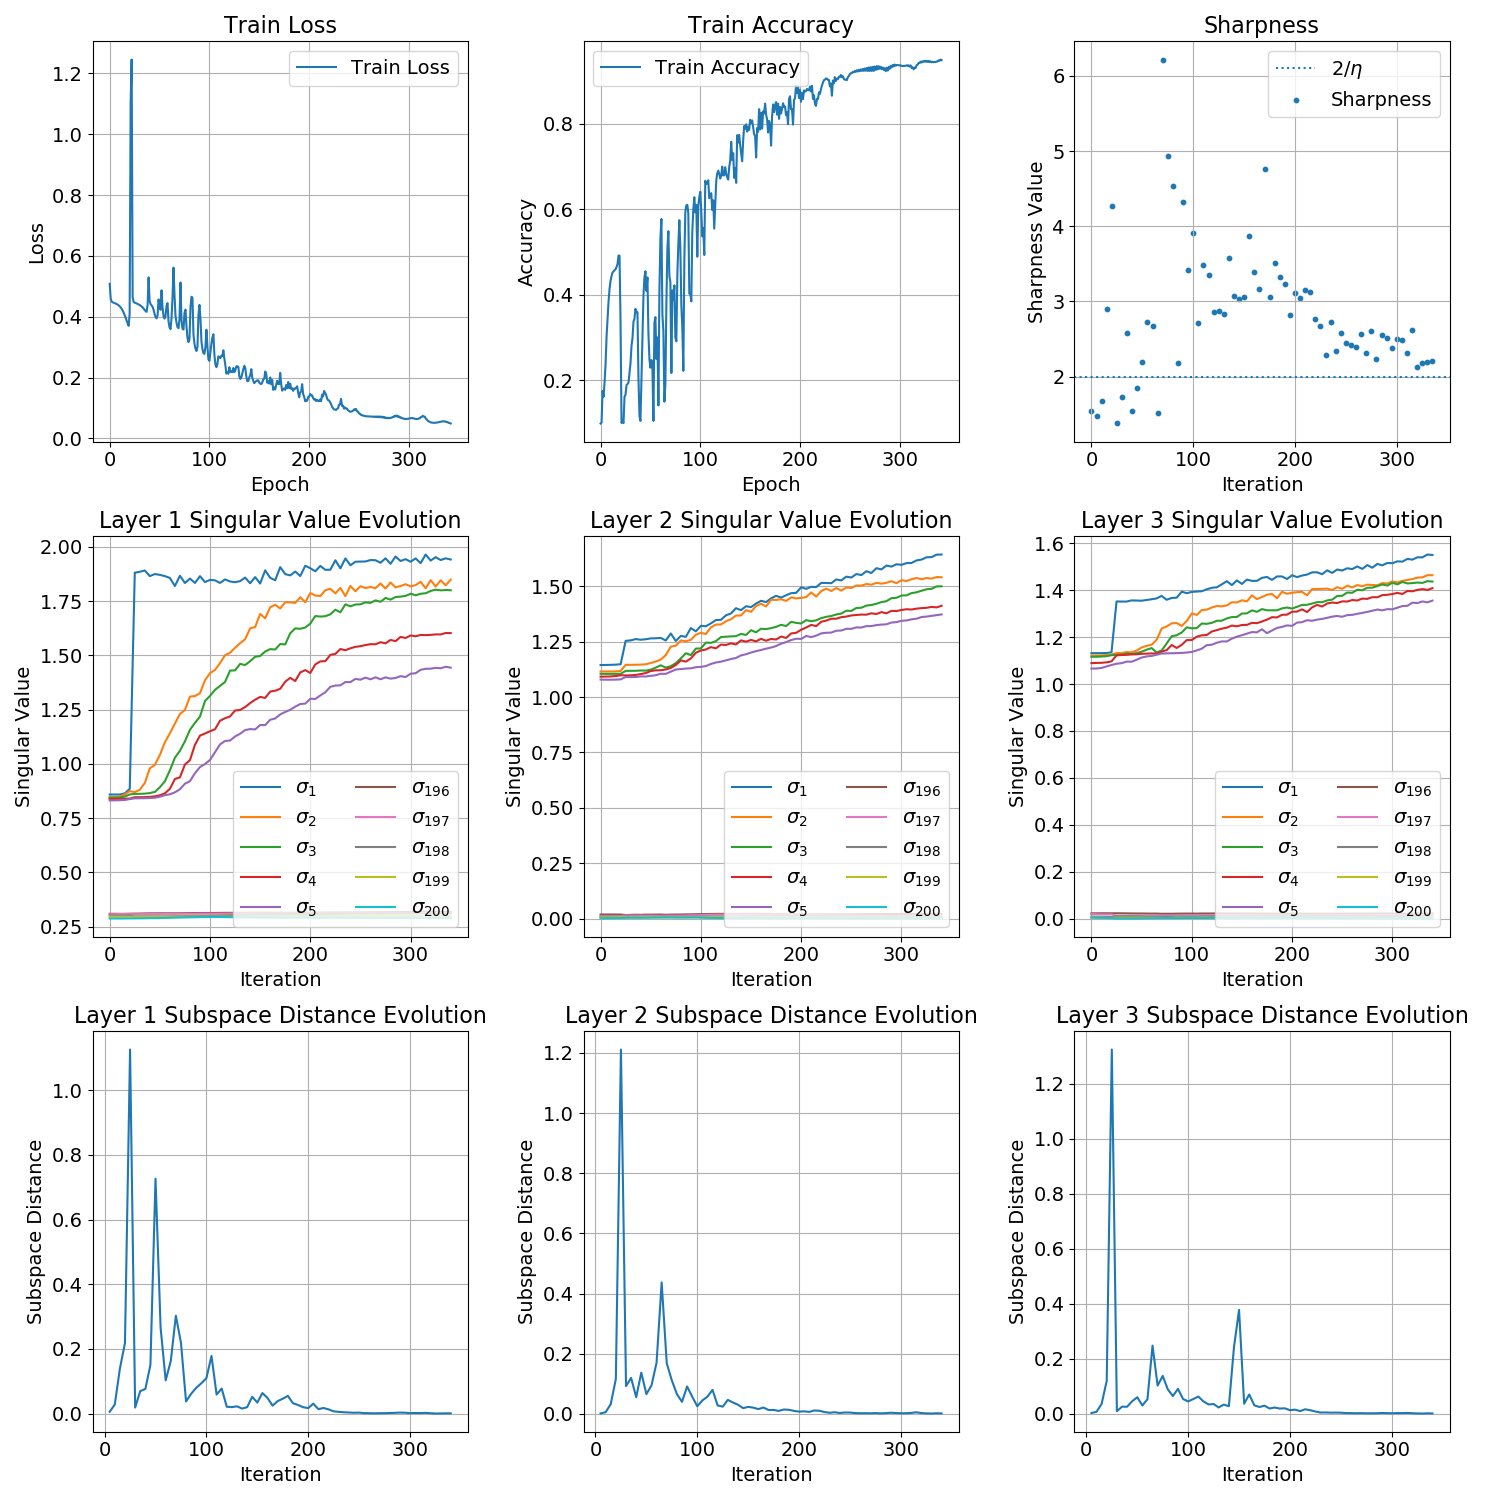 Train Loss
Train Loss
1.2
1.0
0.8
0.6
0.4
0.2
0.0
Loss
0 100 200 300
Epoch
Train Accuracy
Train Accuracy
0.8
0.6
0.4
0.2
Accuracy
0 100 200 300
Epoch
Sharpness
2/η
Sharpness
6
5
4
3
2
Sharpness Value
0 100 200 300
Iteration
Layer 1 Singular Value Evolution
2.00
1.75
1.50
1.25
1.00
0.75
0.50
0.25
Singular Value
σ1 σ196
σ2 σ197
σ3 σ198
σ4 σ199
σ5 σ200
0 100 200 300
Iteration
Layer 2 Singular Value Evolution
1.50
1.25
1.00
0.75
0.50
0.25
0.00
Singular Value
σ1 σ196
σ2 σ197
σ3 σ198
σ4 σ199
σ5 σ200
0 100 200 300
Iteration
Layer 3 Singular Value Evolution
1.6
1.4
1.2
1.0
0.8
0.6
0.4
0.2
0.0
Singular Value
σ1 σ196
σ2 σ197
σ3 σ198
σ4 σ199
σ5 σ200
0 100 200 300
Iteration
Layer 1 Subspace Distance Evolution
1.0
0.8
0.6
0.4
0.2
0.0
Subspace Distance
0 100 200 300
Iteration
Layer 2 Subspace Distance Evolution
1.2
1.0
0.8
0.6
0.4
0.2
0.0
Subspace Distance
0 100 200 300
Iteration
Layer 3 Subspace Distance Evolution
1.2
1.0
0.8
0.6
0.4
0.2
0.0
Subspace Distance
0 100 200 300
Iteration